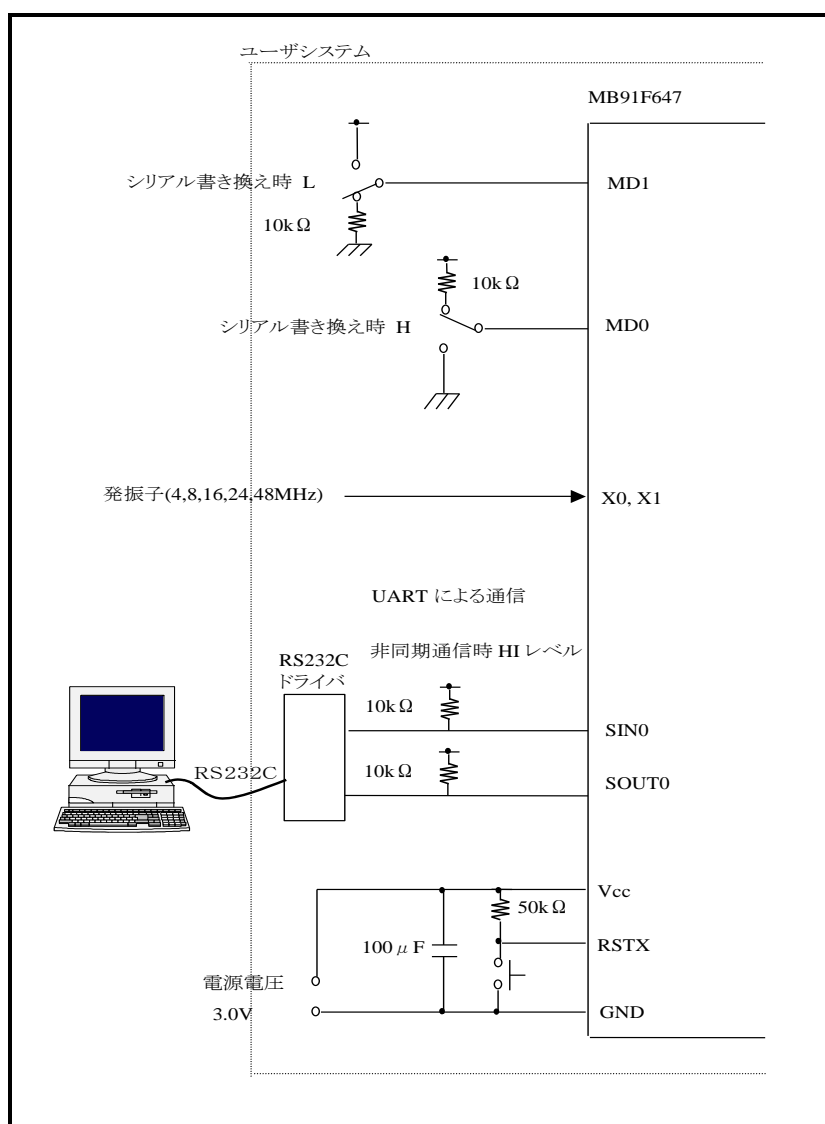 ユーザシステム
MB91F647
シリアル書き換え時 L
MD1
10kΩ
10kΩ
シリアル書き換え時 H
MD0
発振子(4,8,16,24,48MHz)
X0, X1
UART による通信
非同期通信時 HI レベル
RS232C
ドライバ
10kΩ
SIN0
RS232C
10kΩ
SOUT0
Vcc
50kΩ
100μF
RSTX
電源電圧
3.0V
GND